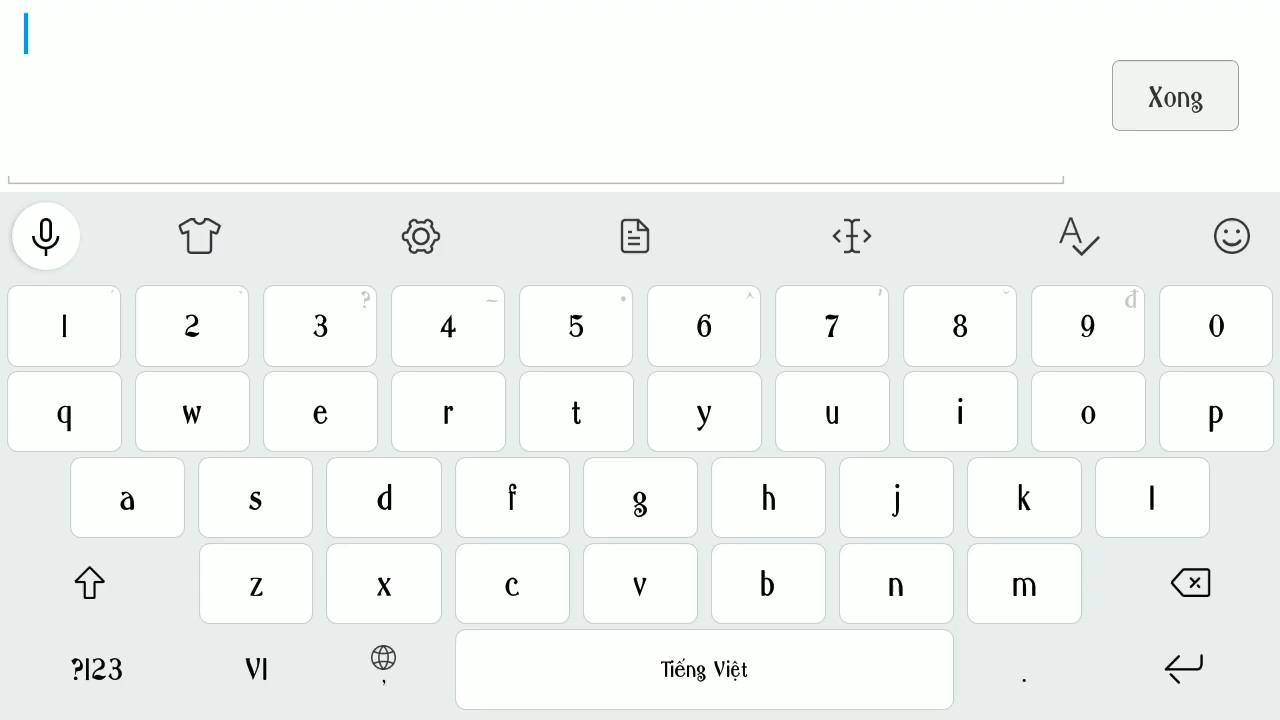 Xong
1 2 3 ? 4 ~ 5 6 ^ 7 8 9 đ 0
q w e r t y u i o p
a s d f g h j k l
z x c v b n m
?123 VI , Tiếng Việt .